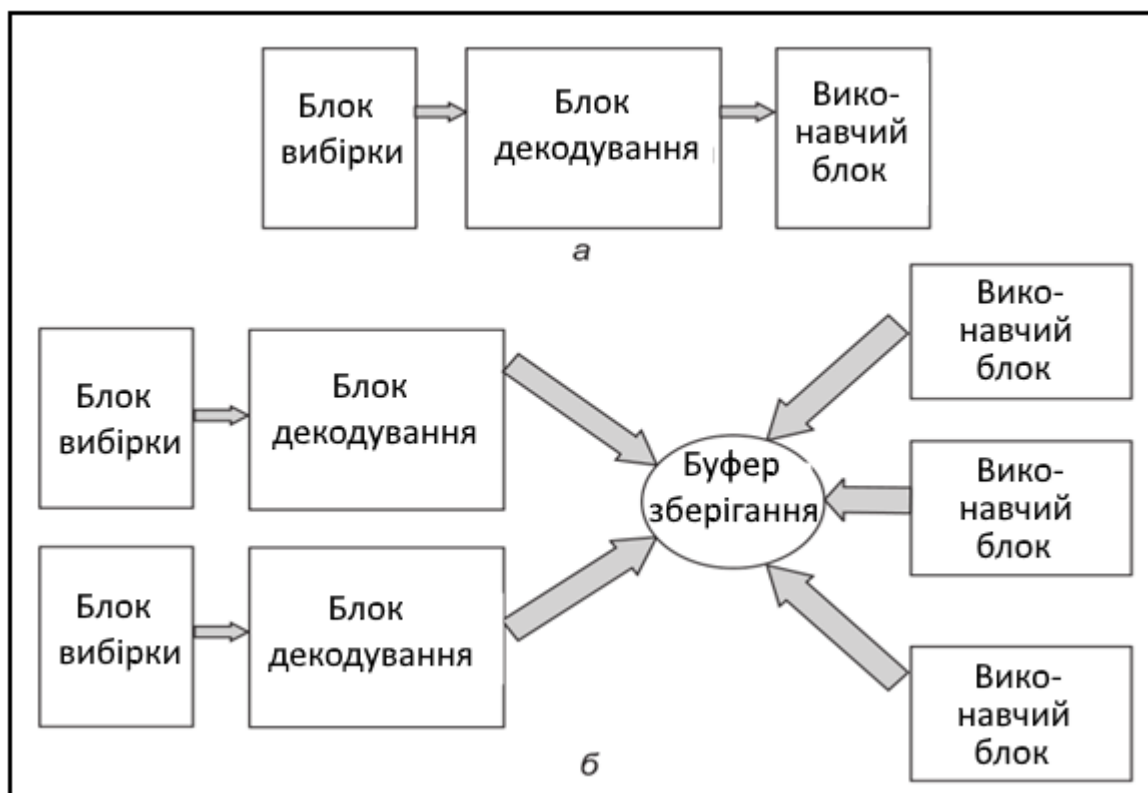 Блок
вибірки
Блок
декодування
Вико-
навчий
блок
а
Блок
вибірки
Блок
декодування
Буфер
зберігання
Вико-
навчий
блок
Вико-
навчий
блок
Блок
вибірки
Блок
декодування
Вико-
навчий
блок
б